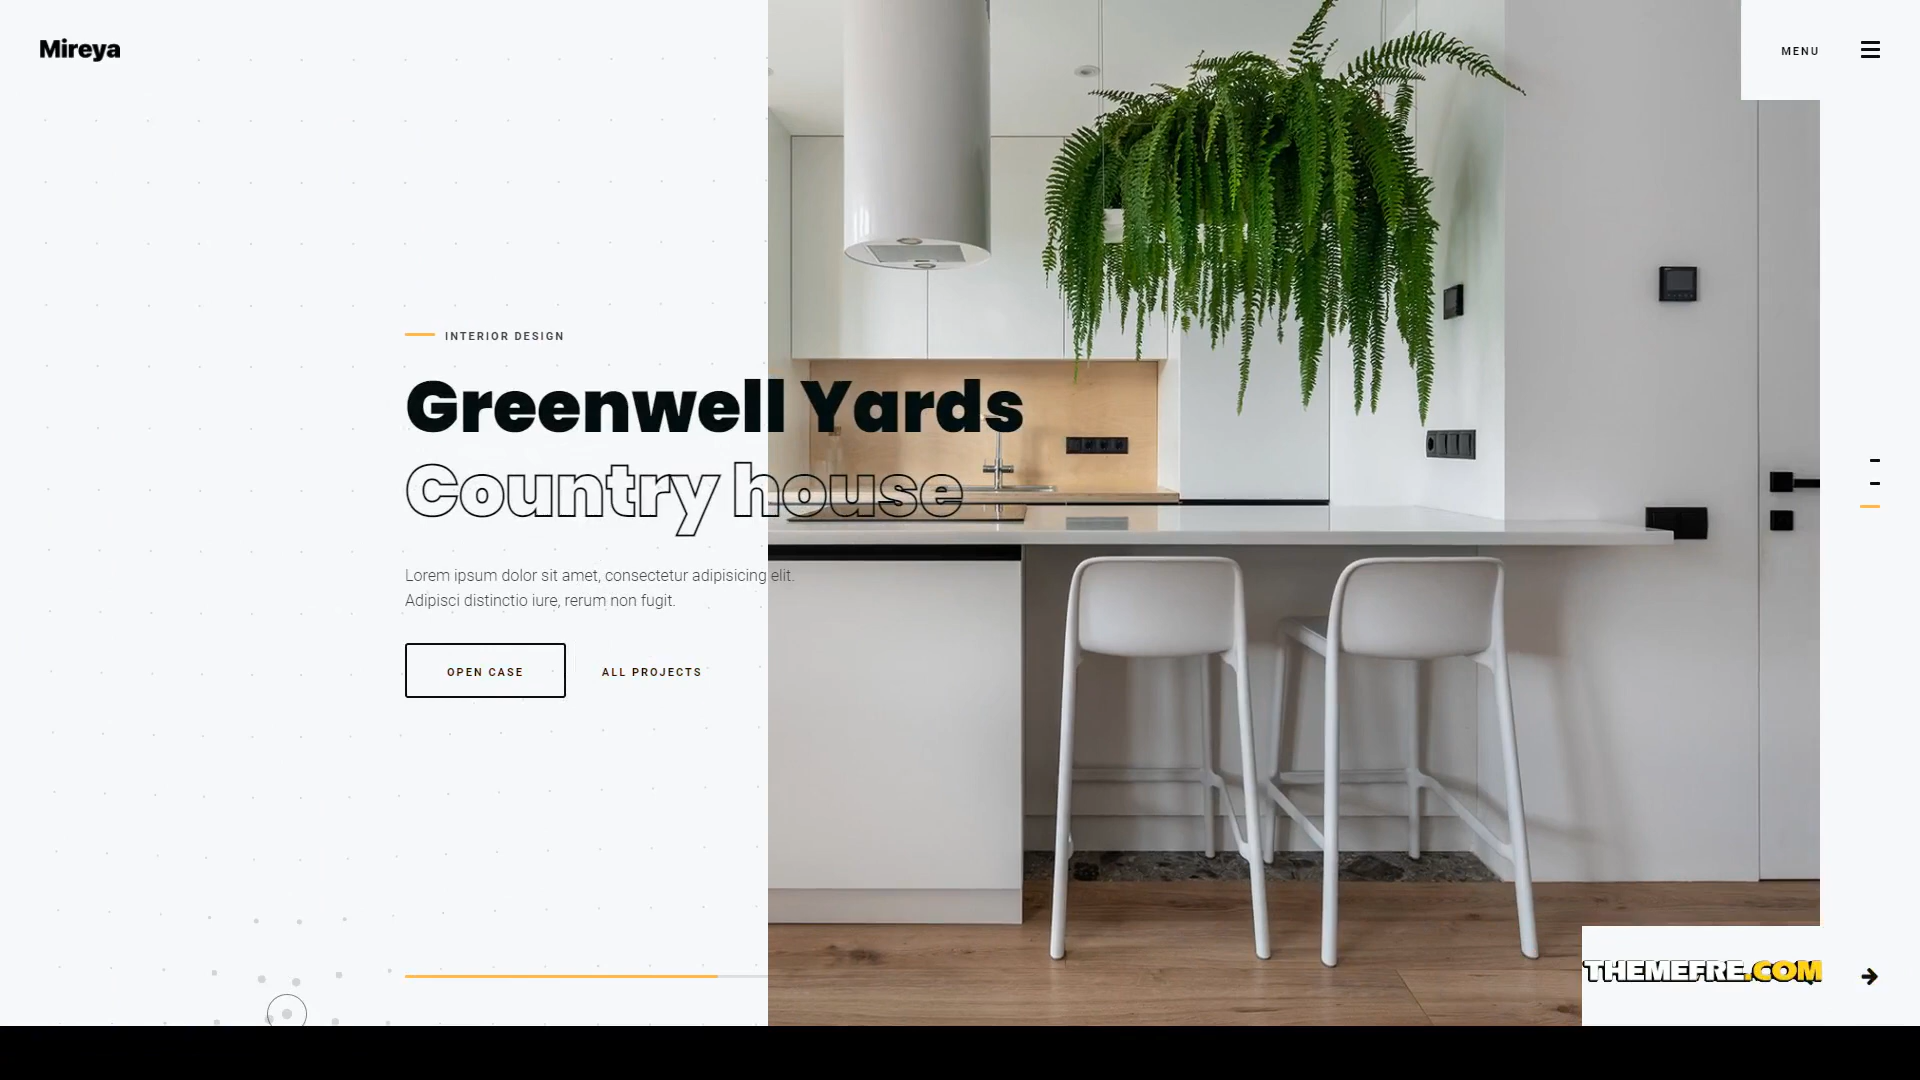 Mireya
MENU
INTERIOR DESIGN
Greenwell Yards
Country house
Lorem ipsum dolor sit amet, consectetur adipisicing elit.
Adipisci distinctio iure, rerum non fugit.
OPEN CASE
ALL PROJECTS
THEMEFRE.COM